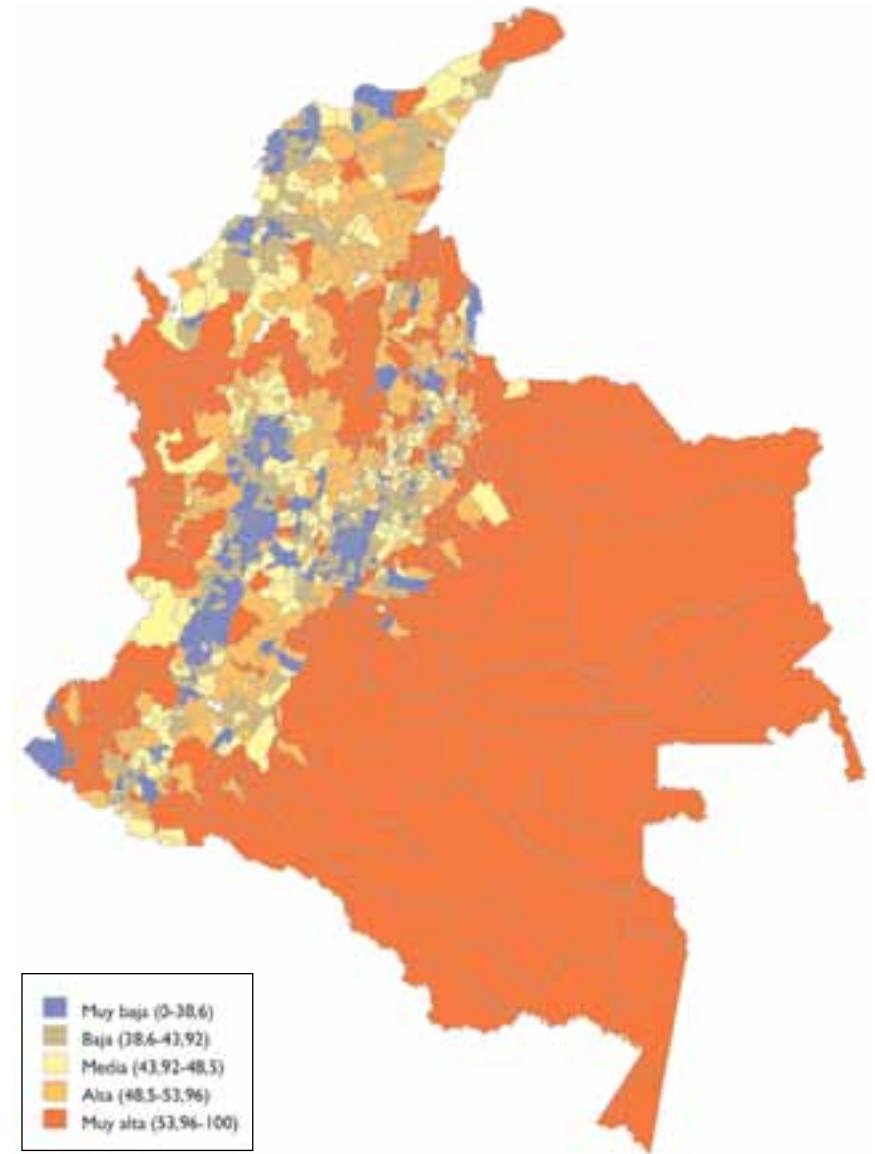 Muy baja (0-38,6)
Baja (38,6-43,92)
Media (43,92-48,5)
Alta (48,5-53,96)
Muy alta (53,96-100)